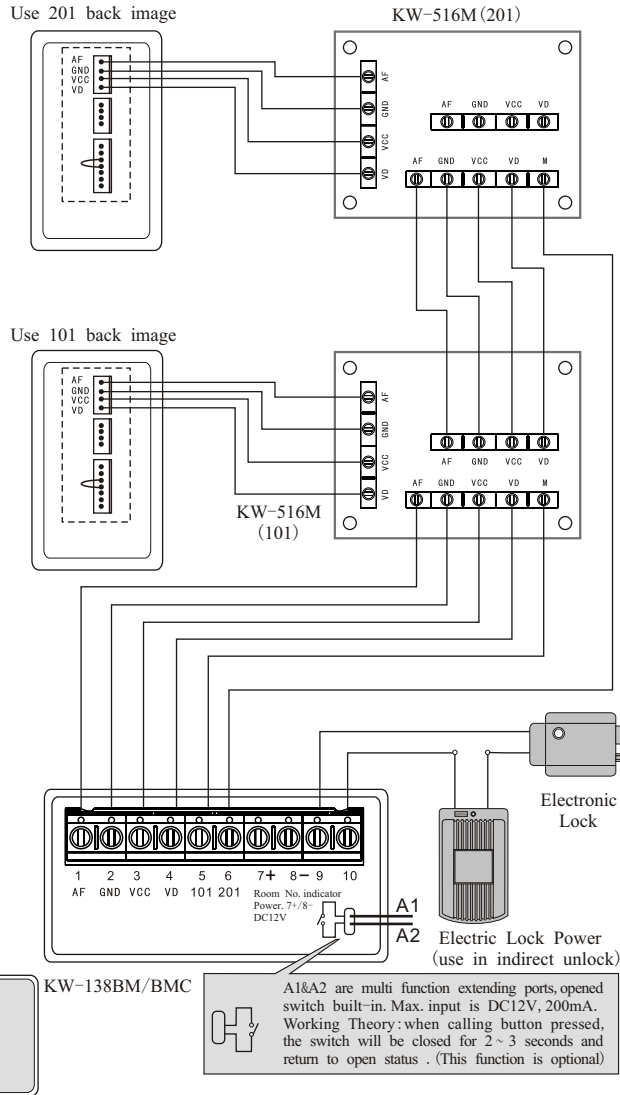 Use 201 back image
KW-516M(201)
AF
GND
VCC
VD
AF
GND
VCC
VD
AF GND VCC VD
AF GND VCC VD M
Use 101 back image
AF
GND
VCC
VD
AF
GND
VCC
VD
KW-516M
(101)
AF GND VCC VD
AF GND VCC VD M
Electronic
Lock
1 2 3 4 5 6 7+ 8- 9 10
AF GND VCC VD 101 201
Room No. indicator
Power. 7+/8-
DC12V
A1
A2
Electric Lock Power
(use in indirect unlock)
KW-138BM/BMC
A1&A2 are multi function extending ports, opened
switch built-in. Max. input is DC12V, 200mA.
Working Theory: when calling button pressed,
the switch will be closed for 2 ~ 3 seconds and
return to open status . (This function is optional)